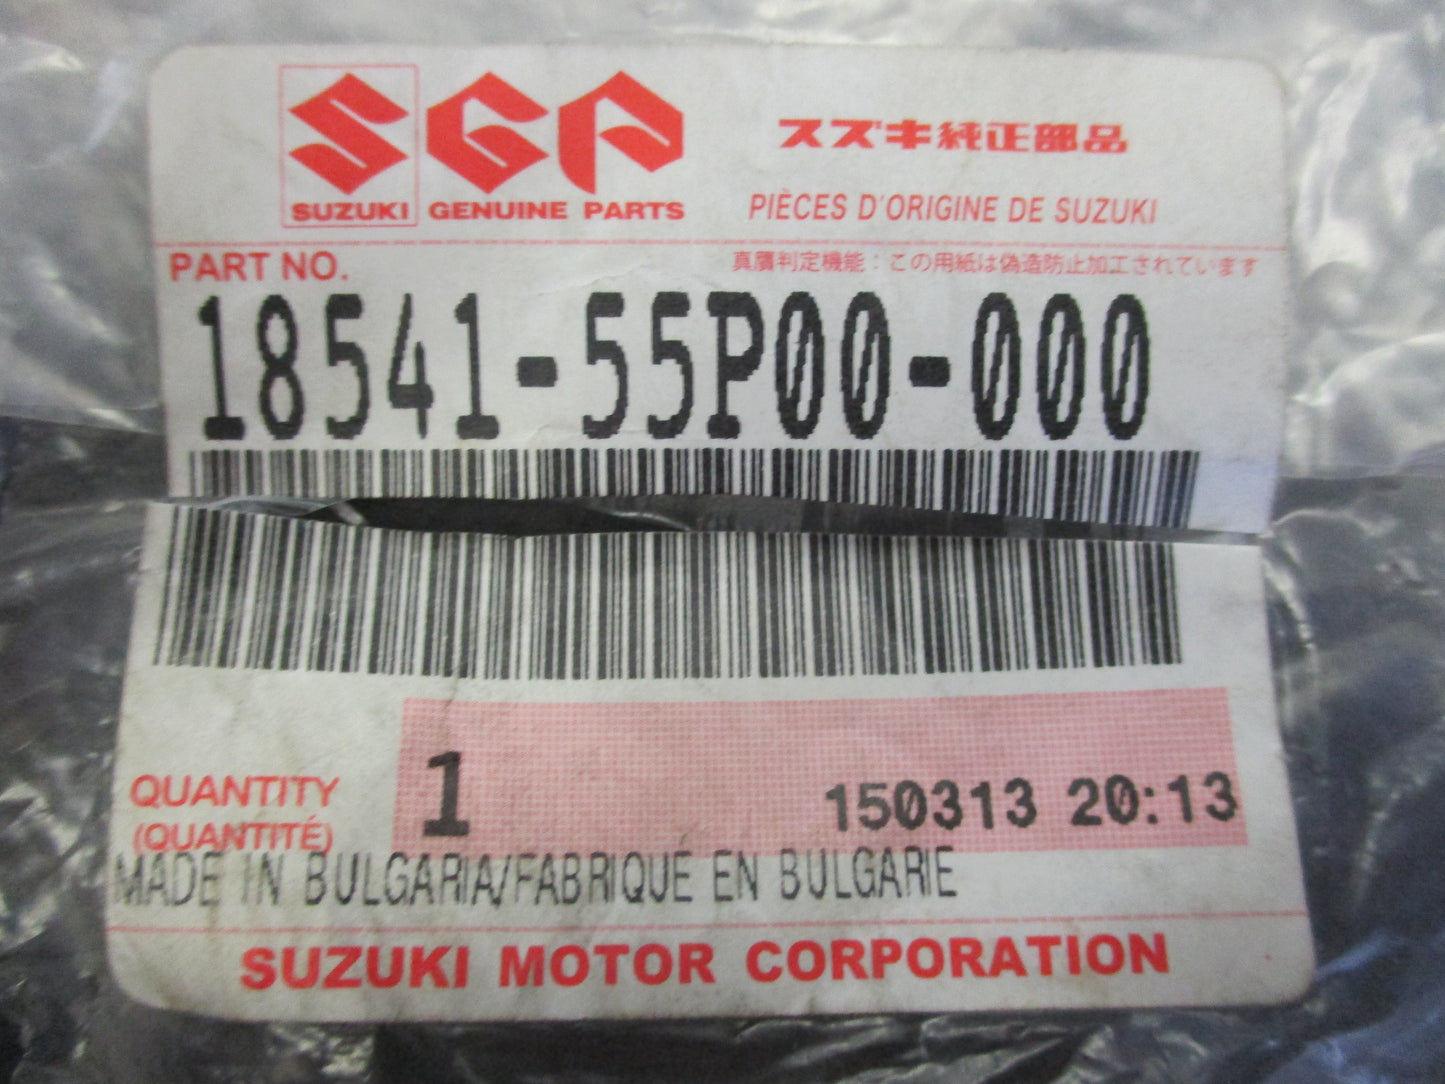 SGP
SUZUKI GENUINE PARTS
スズキ純正部品
PIÈCES D'ORIGINE DE SUZUKI
PART NO.
真贋判定機能：この用紙は偽造防止加工されています
18541-55P00-000
QUANTITY
(QUANTITÉ)
1
150313 20:13
MADE IN BULGARIA/FABRIQUÉ EN BULGARIE
SUZUKI MOTOR CORPORATION